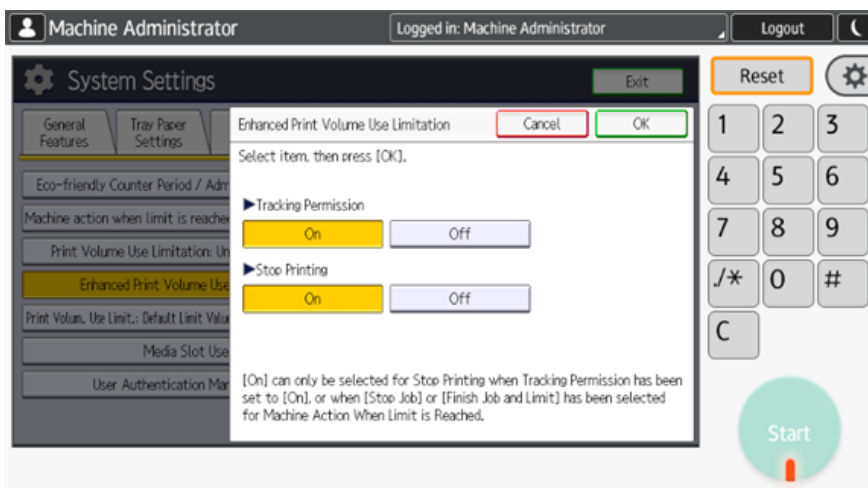 Machine Administrator
Logged in: Machine Administrator
Logout
System Settings
Exit
Reset
General
Features
Tray Paper
Settings
Enhanced Print Volume Use Limitation
Cancel
OK
Select item, then press [OK].
Eco-friendly Counter Period / Adm
Machine action when limit is reache
Print Volume Use Limitation: Un
Enhanced Print Volume Use
Print Volum. Use Limit.: Default Limit Valu
Media Slot Use
User Authentication Man
►Tracking Permission
On
Off
►Stop Printing
On
Off
[On] can only be selected for Stop Printing when Tracking Permission has been
set to [On], or when [Stop Job] or [Finish Job and Limit] has been selected
for Machine Action When Limit is Reached.
1 2 3
4 5 6
7 8 9
./* 0 #
C
Start